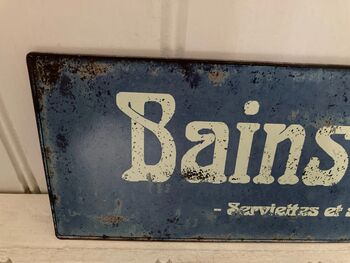 Bains
- Serviettes et